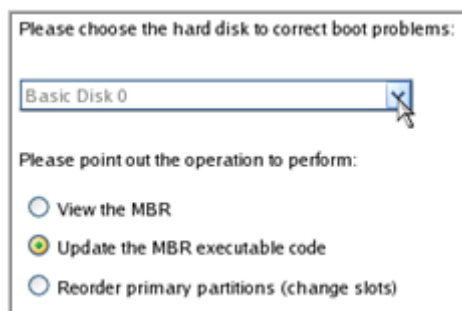 Please choose the hard disk to correct boot problems:
Basic Disk 0
Please point out the operation to perform:
View the MBR
Update the MBR executable code
Reorder primary partitions (change slots)